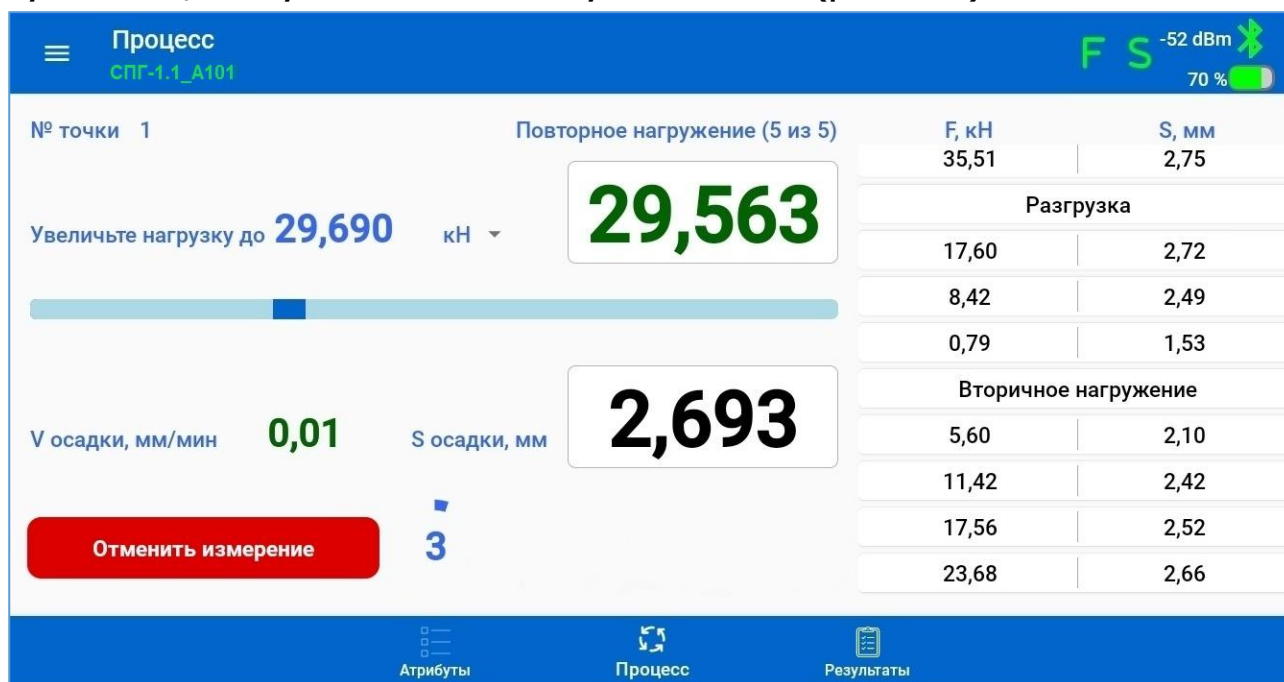 Процесс
СПГ-1.1_А101
F S -52 dBm
70 %
№ точки 1
Повторное нагружение (5 из 5)
Увеличьте нагрузку до 29,690 кН
29,563
V осадки, мм/мин 0,01
S осадки, мм 2,693
Отменить измерение
3
F, кН S, мм
35,51 2,75
Разгрузка
17,60 2,72
8,42 2,49
0,79 1,53
Вторичное нагружение
5,60 2,10
11,42 2,42
17,56 2,52
23,68 2,66
Атрибуты Процесс Результаты